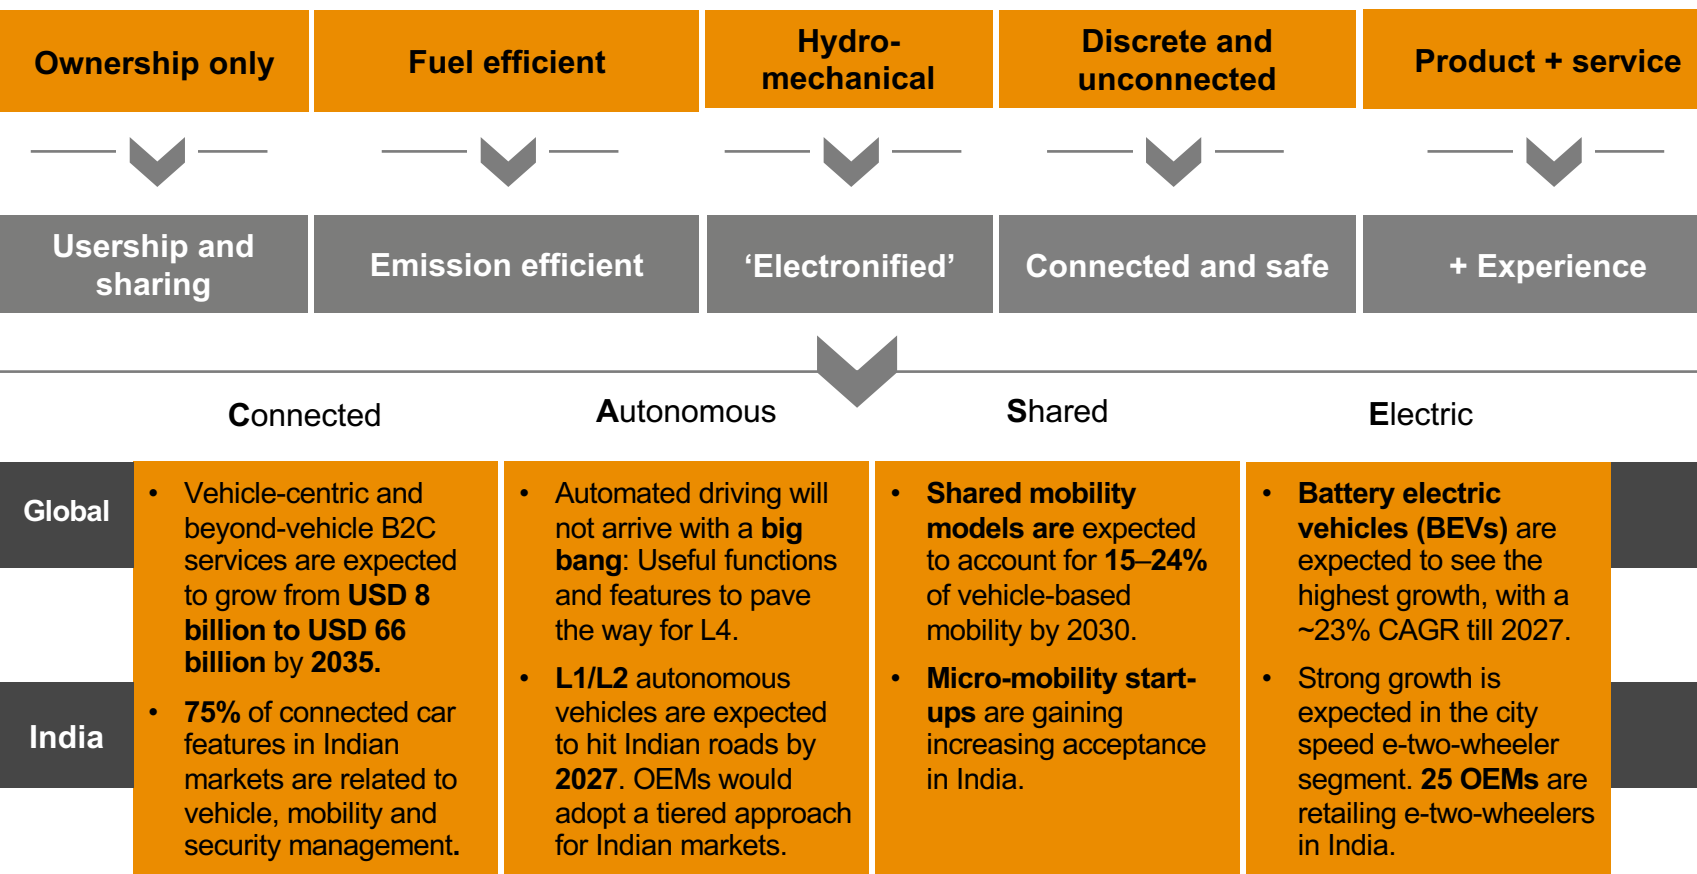 Ownership only
Fuel efficient
Hydro-
mechanical
Discrete and
unconnected
Product + service
Usership and
sharing
Emission efficient
‘Electronified’
Connected and safe
+ Experience
Connected
Autonomous
Shared
Electric
Global
• Vehicle-centric and
beyond-vehicle B2C
services are expected
to grow from USD 8
billion to USD 66
billion by 2035.
• Automated driving will
not arrive with a big
bang: Useful functions
and features to pave
the way for L4.
• Shared mobility
models are expected
to account for 15–24%
of vehicle-based
mobility by 2030.
• Battery electric
vehicles (BEVs) are
expected to see the
highest growth, with a
~23% CAGR till 2027.
India
• 75% of connected car
features in Indian
markets are related to
vehicle, mobility and
security management.
• L1/L2 autonomous
vehicles are expected
to hit Indian roads by
2027. OEMs would
adopt a tiered approach
for Indian markets.
• Micro-mobility start-
ups are gaining
increasing acceptance
in India.
• Strong growth is
expected in the city
speed e-two-wheeler
segment. 25 OEMs are
retailing e-two-wheelers
in India.